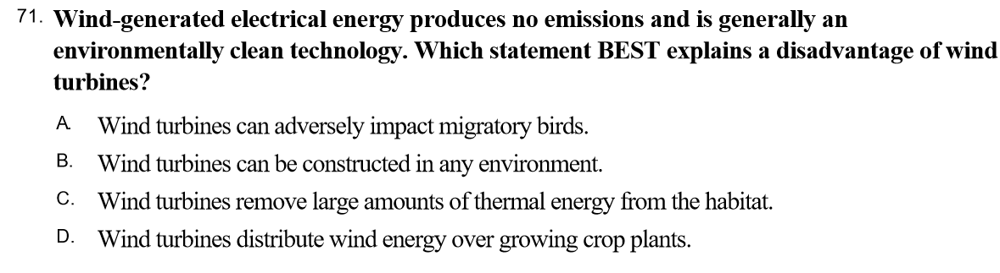 71. Wind-generated electrical energy produces no emissions and is generally an
environmentally clean technology. Which statement BEST explains a disadvantage of wind
turbines?
A. Wind turbines can adversely impact migratory birds.
B. Wind turbines can be constructed in any environment.
C. Wind turbines remove large amounts of thermal energy from the habitat.
D. Wind turbines distribute wind energy over growing crop plants.